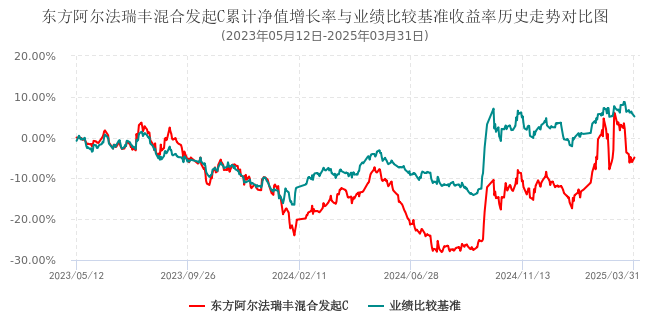 东方阿尔法瑞丰混合发起C累计净值增长率与业绩比较基准收益率历史走势对比图
(2023年05月12日-2025年03月31日)
20.00%
10.00%
0.00%
-10.00%
-20.00%
-30.00%
2023/05/12 2023/09/26 2024/02/11 2024/06/28 2024/11/13 2025/03/31
东方阿尔法瑞丰混合发起C 业绩比较基准